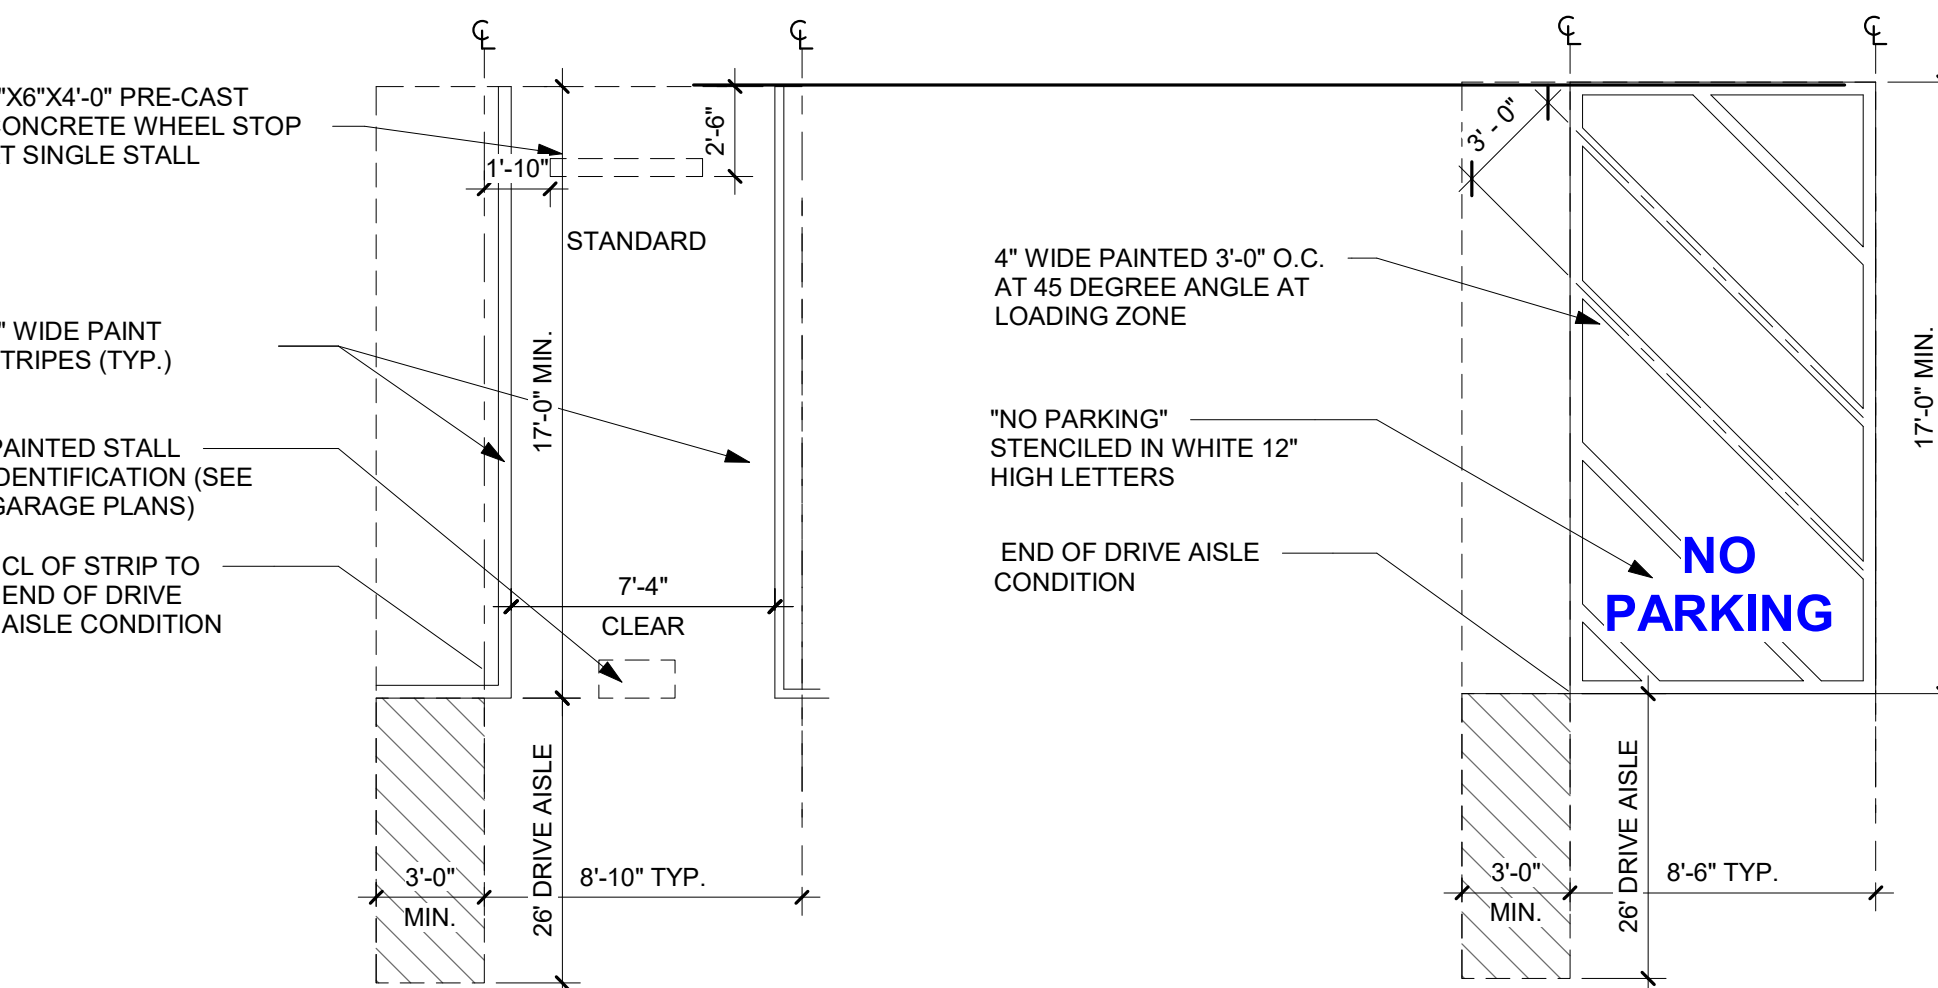 "X6"X4'-0" PRE-CAST
CONCRETE WHEEL STOP
T SINGLE STALL
" WIDE PAINT
TRIPES (TYP.)
PAINTED STALL
DENTIFICATION (SEE
GARAGE PLANS)
CL OF STRIP TO
END OF DRIVE
AISLE CONDITION
1'-10"
2'-6"
STANDARD
17'-0" MIN.
7'-4"
CLEAR
26' DRIVE AISLE
3'-0"
MIN.
8'-10" TYP.
3' - 0"
4" WIDE PAINTED 3'-0" O.C.
AT 45 DEGREE ANGLE AT
LOADING ZONE
"NO PARKING"
STENCILED IN WHITE 12"
HIGH LETTERS
END OF DRIVE AISLE
CONDITION
NO
PARKING
17'-0" MIN.
26' DRIVE AISLE
3'-0"
MIN.
8'-6" TYP.